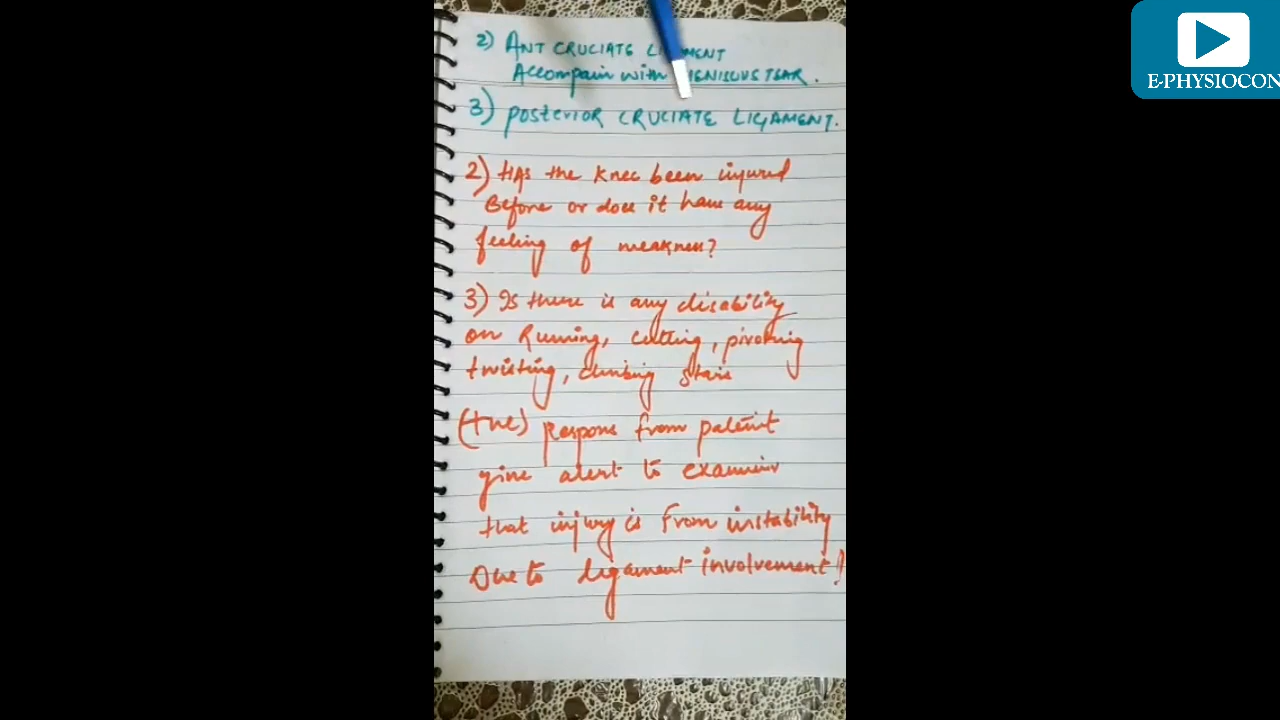 2) ANT CRUCIATE LIGAMENT
Accompain with MENISCUS TEAR.
3) Posterior CRUCIATE LIGAMENT.
2) HAS the knee been injured
Before or does it have any
feeling of weakness?
3) Is there is any disability
on Running, cutting, pivoting
twisting, climbing stairs
(+ve) Respons from patient
give alert to examiner
that injury is from instability
Due to ligament involvement!
E-PHYSIOCON